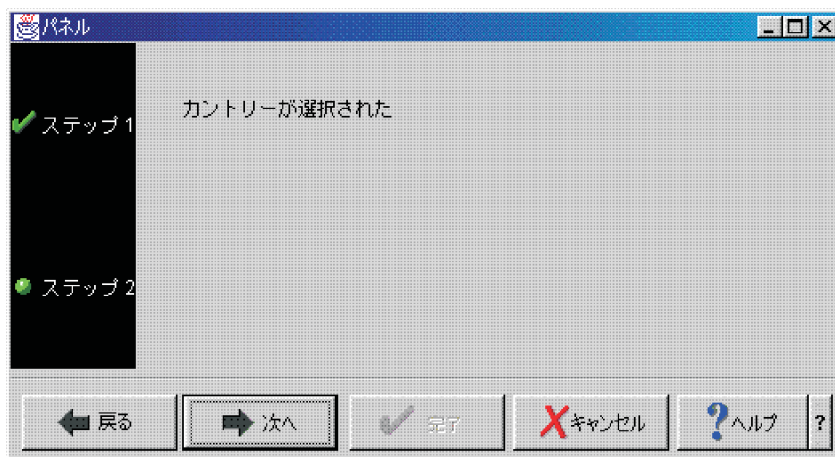 パネル
ステップ 1
カントリーが選択された
ステップ 2
戻る
次へ
完了
キャンセル
ヘルプ
?